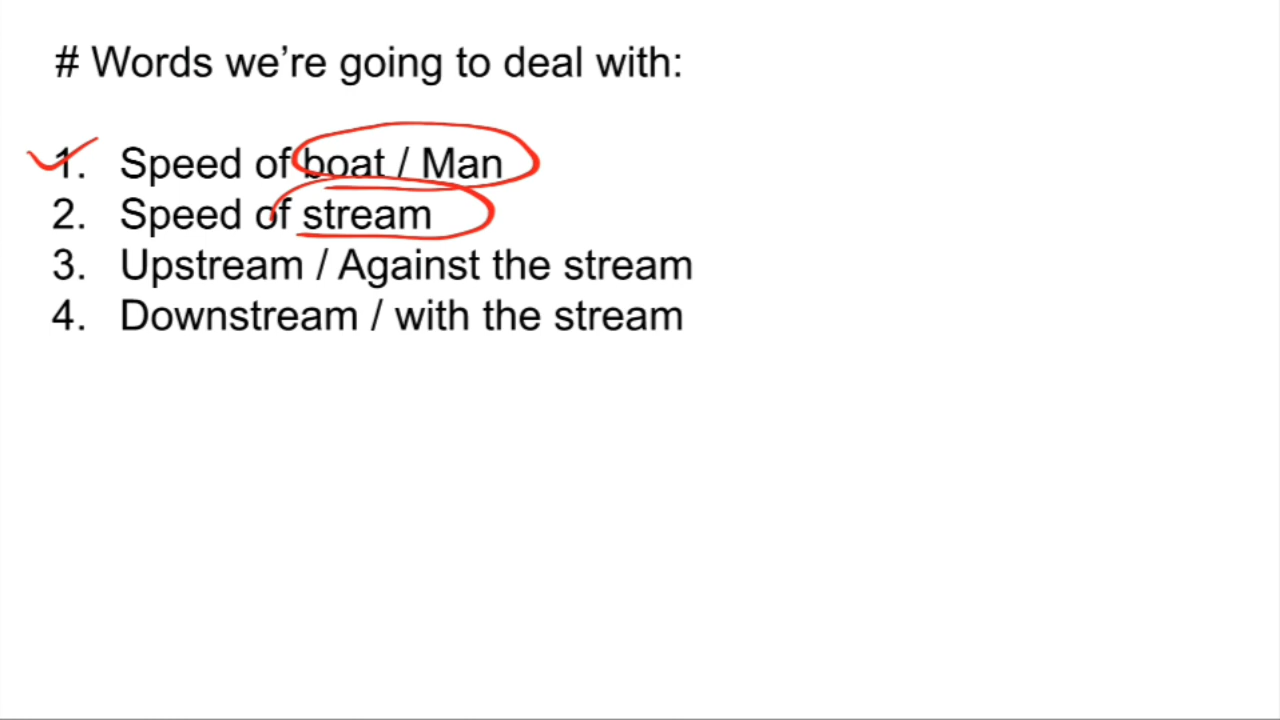 # Words we’re going to deal with:
1. Speed of boat / Man
2. Speed of stream
3. Upstream / Against the stream
4. Downstream / with the stream